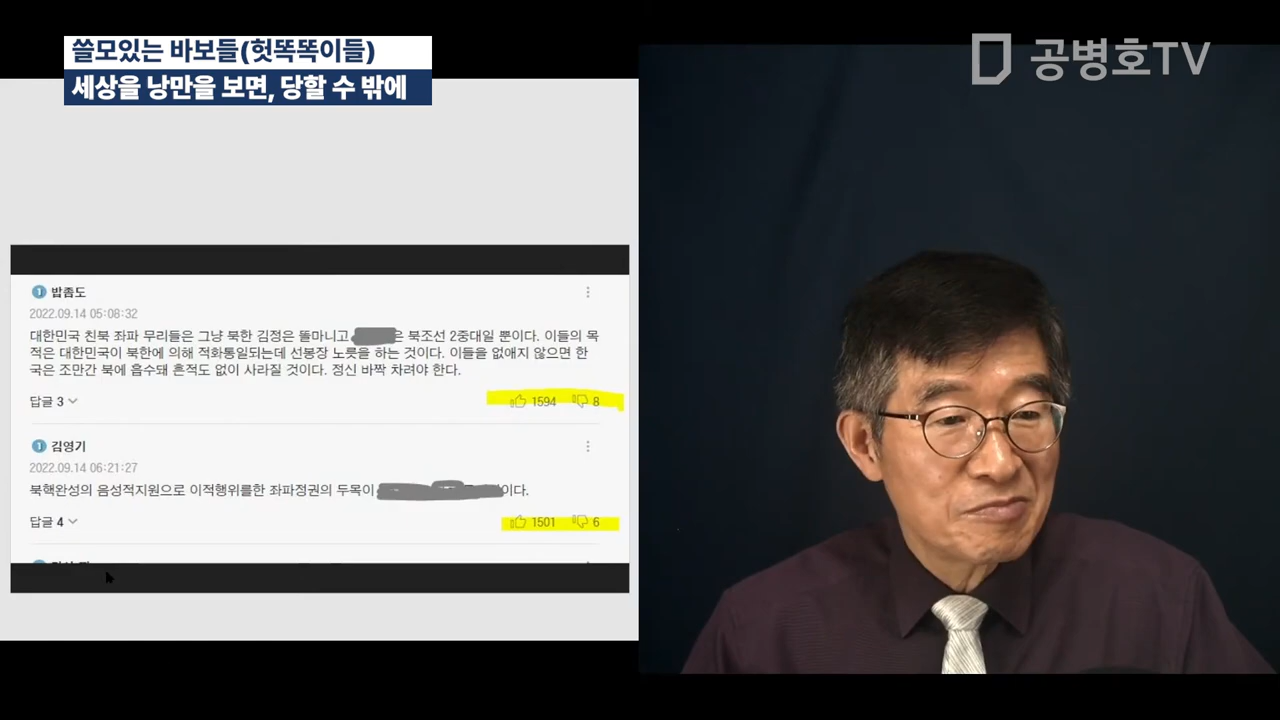 쓸모있는 바보들(헛똑똑이들)
세상을 낭만을 보면, 당할 수 밖에
공병호TV
1 밥좀도
2022.09.14 05:08:32
대한민국 친북 좌파 무리들은 그냥 북한 김정은 똘마니고 은 북조선 2중대일 뿐이다. 이들의 목
적은 대한민국이 북한에 의해 적화통일되는데 선봉장 노릇을 하는 것이다. 이들을 없애지 않으면 한
국은 조만간 북에 흡수돼 흔적도 없이 사라질 것이다. 정신 바짝 차려야 한다.
답글 3 1594 8
1 김영기
2022.09.14 06:21:27
북핵완성의 음성적지원으로 이적행위를한 좌파정권의 두목이 이다.
답글 4 1501 6